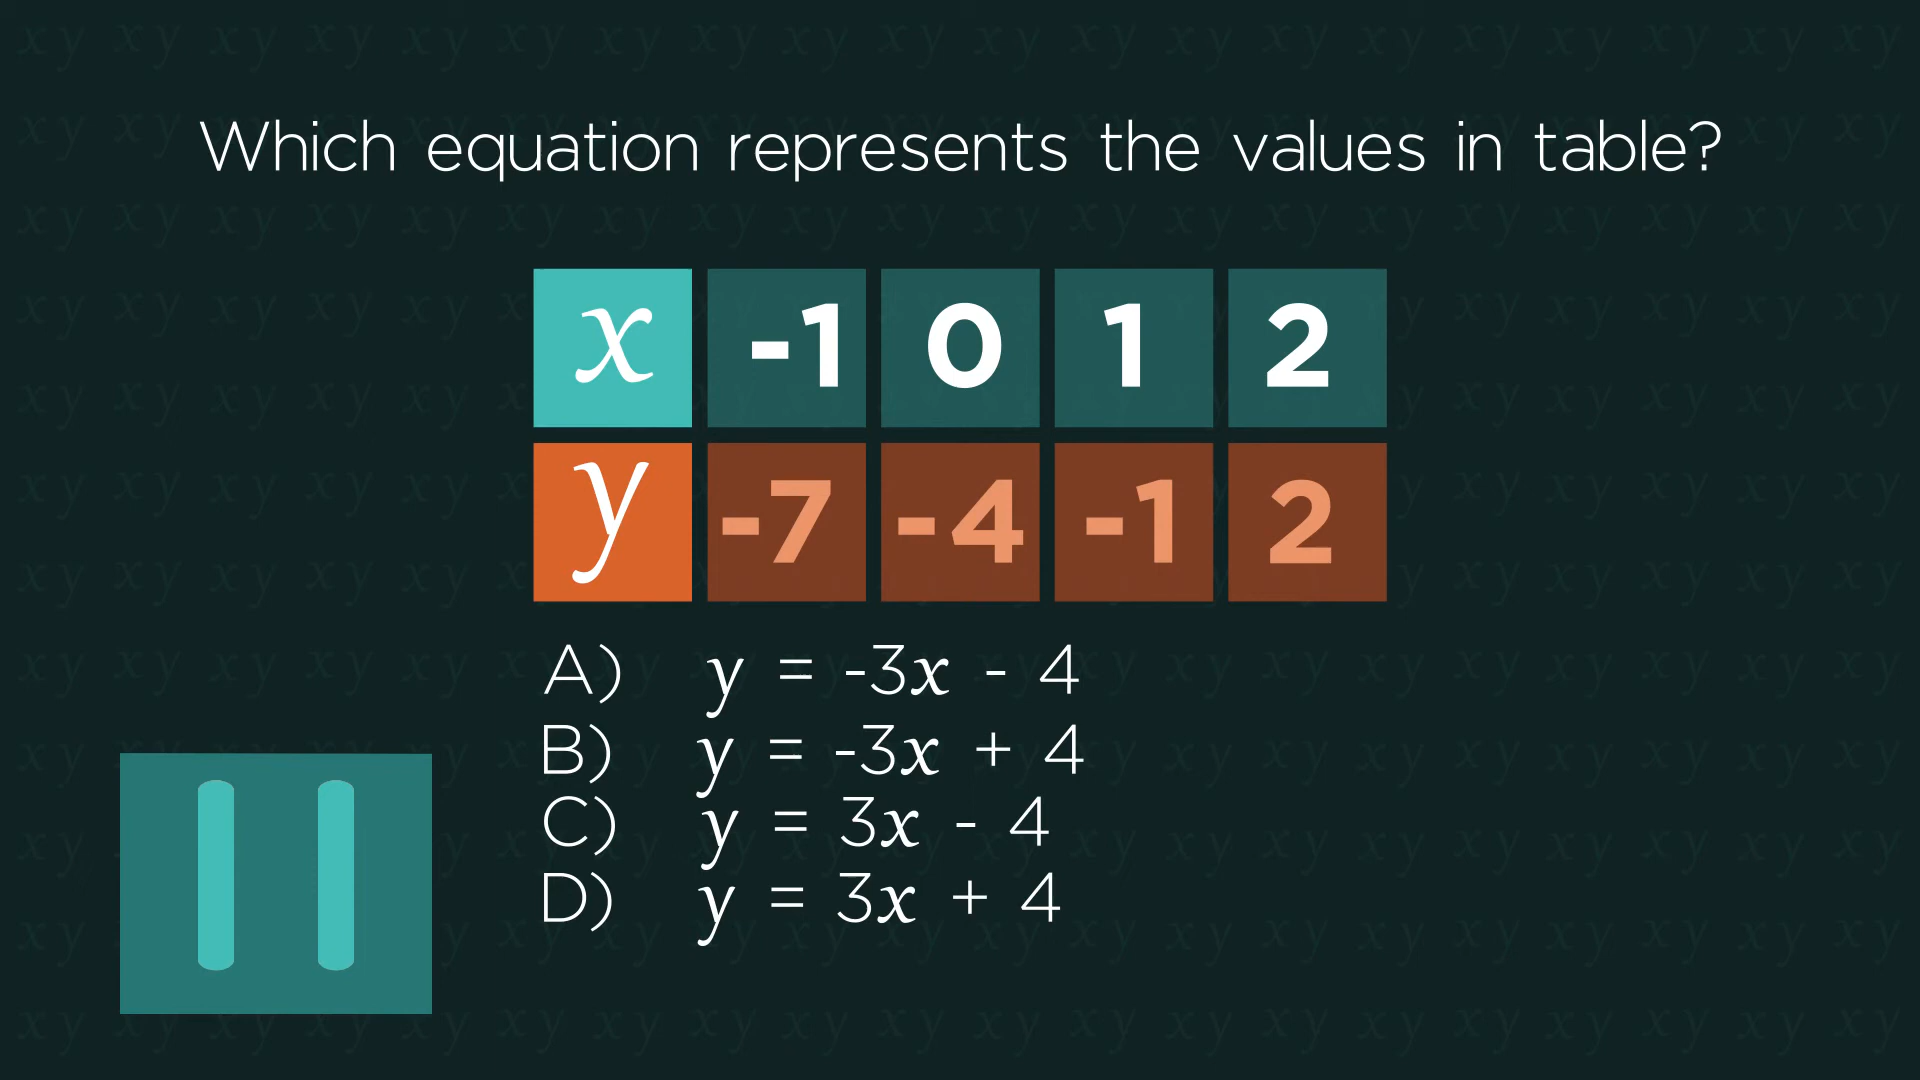 Which equation represents the values in table?
x -1 0 1 2
y -7 -4 -1 2
A) y = -3x - 4
B) y = -3x + 4
C) y = 3x - 4
D) y = 3x + 4